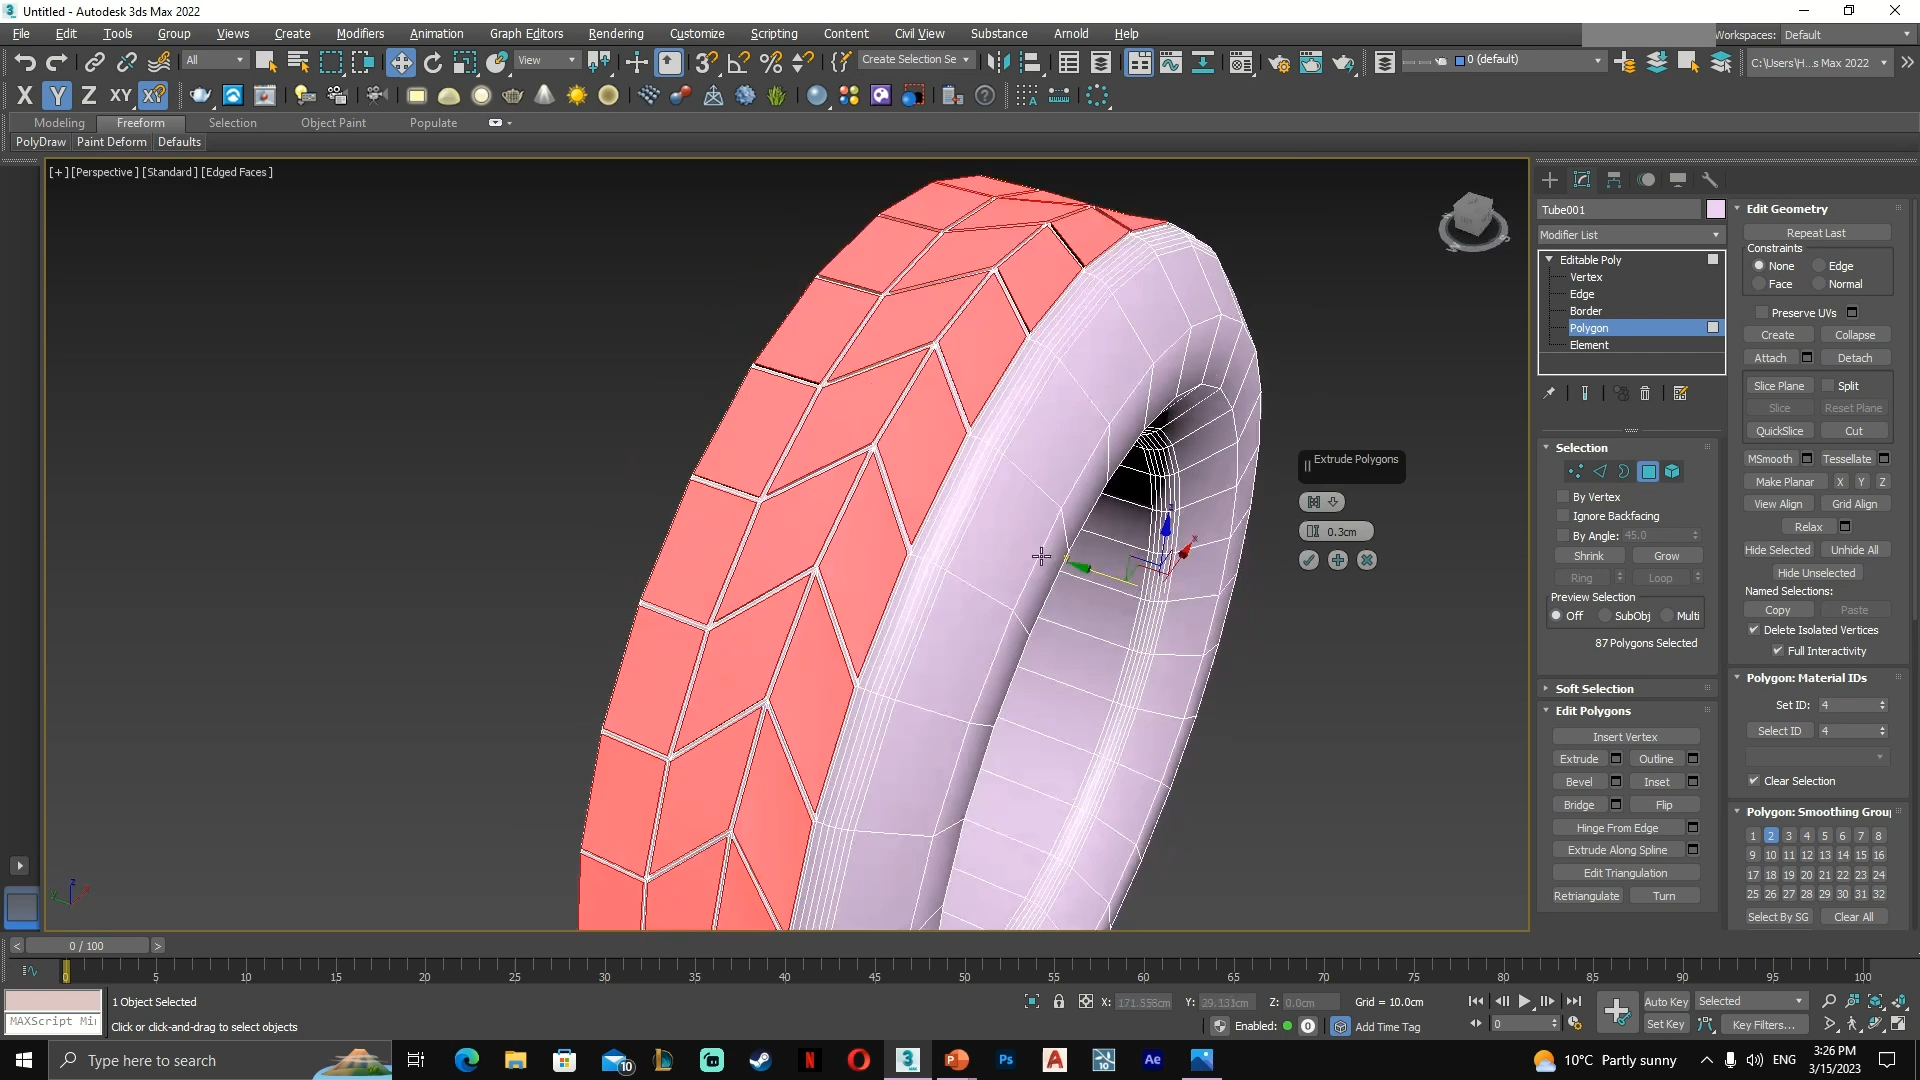 Untitled - Autodesk 3ds Max 2022
File Edit Tools Group Views Create Modifiers Animation Graph Editors Rendering Customize Scripting Content Civil View Substance Arnold Help
Workspaces: Default
All
View
Create Selection Se
0 (default)
C:\Users\H...s Max 2022
X Y Z XY XY
Modeling Freeform Selection Object Paint Populate
PolyDraw Paint Deform Defaults
[+] [Perspective] [Standard] [Edged Faces]
Extrude Polygons
0.3cm
Tube001
Modifier List
Editable Poly
Vertex
Edge
Border
Polygon
Element
Selection
By Vertex
Ignore Backfacing
By Angle: 45.0
Shrink Grow
Ring Loop
Preview Selection
Off SubObj Multi
87 Polygons Selected
Soft Selection
Edit Polygons
Insert Vertex
Extrude Outline
Bevel Inset
Bridge Flip
Hinge From Edge
Extrude Along Spline
Edit Triangulation
Retriangulate Turn
Edit Geometry
Repeat Last
Constraints
None Edge
Face Normal
Preserve UVs
Create Collapse
Attach Detach
Slice Plane Split
Slice Reset Plane
QuickSlice Cut
MSmooth Tessellate
Make Planar X Y Z
View Align Grid Align
Relax
Hide Selected Unhide All
Hide Unselected
Named Selections:
Copy Paste
Delete Isolated Vertices
Full Interactivity
Polygon: Material IDs
Set ID: 4
Select ID 4
Clear Selection
Polygon: Smoothing Grou
1 2 3 4 5 6 7 8
9 10 11 12 13 14 15 16
17 18 19 20 21 22 23 24
25 26 27 28 29 30 31 32
Select By SG Clear All
< 0 / 100 >
0 5 10 15 20 25 30 35 40 45 50 55 60 65 70 75 80 85 90 95 100
MAXScript Mi
1 Object Selected
Click or click-and-drag to select objects
X: 171.558cm Y: 29.131cm Z: 0.0cm Grid = 10.0cm
Enabled: 0 Add Time Tag
0
Auto Key Selected
Set Key Key Filters...
Type here to search
10
10°C Partly sunny
ENG
3:26 PM
3/15/2023